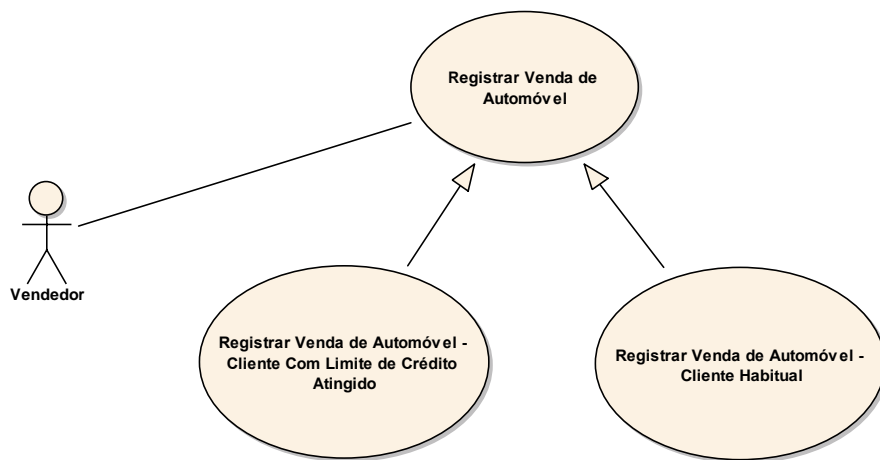 Registrar Venda de
Automóvel
Vendedor
Registrar Venda de Automóvel -
Cliente Com Limite de Crédito
Atingido
Registrar Venda de Automóvel -
Cliente Habitual